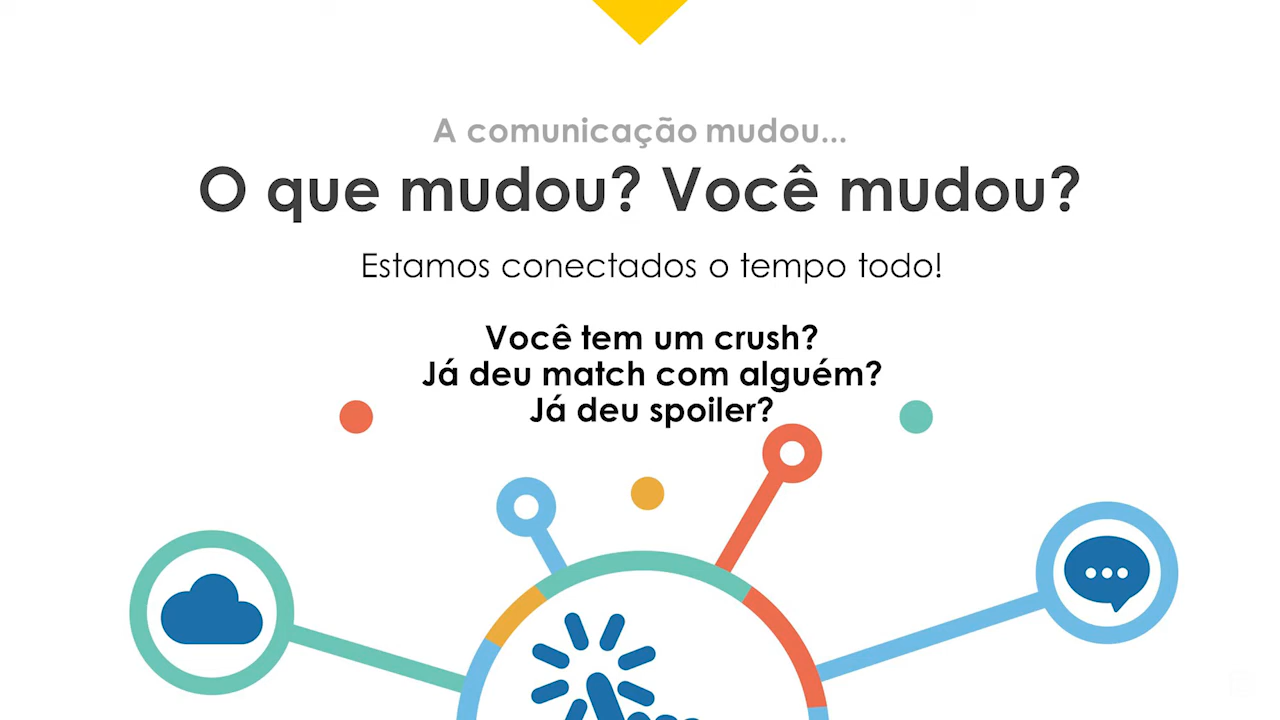 A comunicação mudou...
O que mudou? Você mudou?
Estamos conectados o tempo todo!
Você tem um crush?
Já deu match com alguém?
Já deu spoiler?